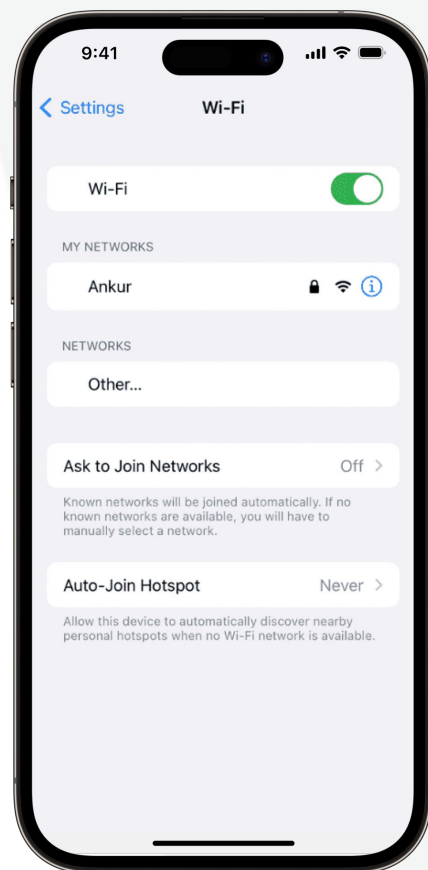 9:41
Settings
Wi-Fi
Wi-Fi
MY NETWORKS
Ankur
NETWORKS
Other...
Ask to Join Networks Off
Known networks will be joined automatically. If no
known networks are available, you will have to
manually select a network.
Auto-Join Hotspot Never
Allow this device to automatically discover nearby
personal hotspots when no Wi-Fi network is available.